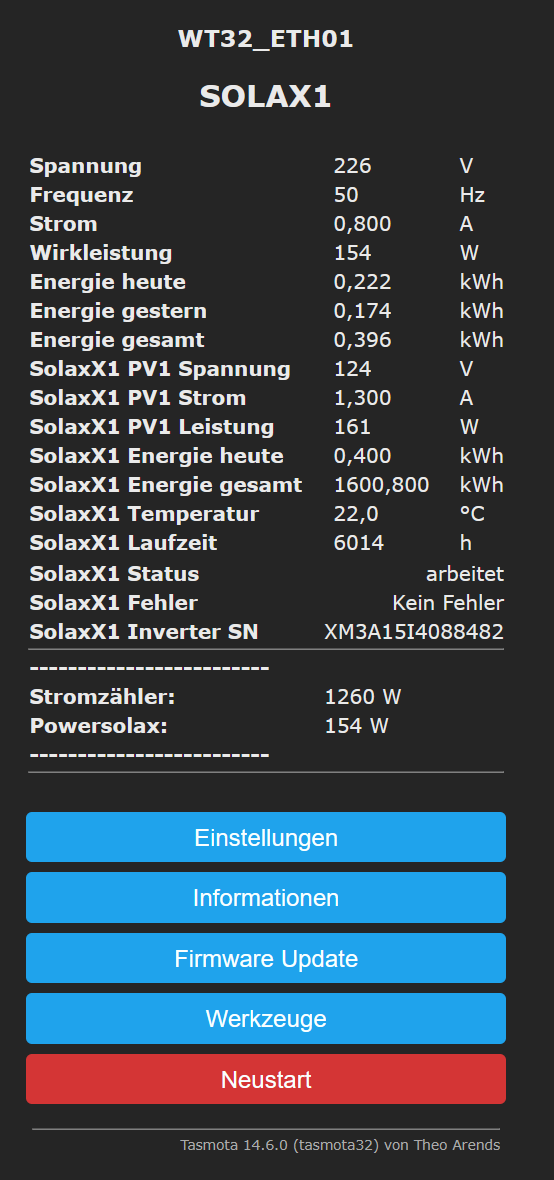 WT32_ETH01
SOLAX1
Spannung 226 V
Frequenz 50 Hz
Strom 0,800 A
Wirkleistung 154 W
Energie heute 0,222 kWh
Energie gestern 0,174 kWh
Energie gesamt 0,396 kWh
SolaxX1 PV1 Spannung 124 V
SolaxX1 PV1 Strom 1,300 A
SolaxX1 PV1 Leistung 161 W
SolaxX1 Energie heute 0,400 kWh
SolaxX1 Energie gesamt 1600,800 kWh
SolaxX1 Temperatur 22,0 °C
SolaxX1 Laufzeit 6014 h
SolaxX1 Status arbeitet
SolaxX1 Fehler Kein Fehler
SolaxX1 Inverter SN XM3A15I4088482
-------------------------
Stromzähler: 1260 W
Powersolax: 154 W
-------------------------
Einstellungen
Informationen
Firmware Update
Werkzeuge
Neustart
Tasmota 14.6.0 (tasmota32) von Theo Arends